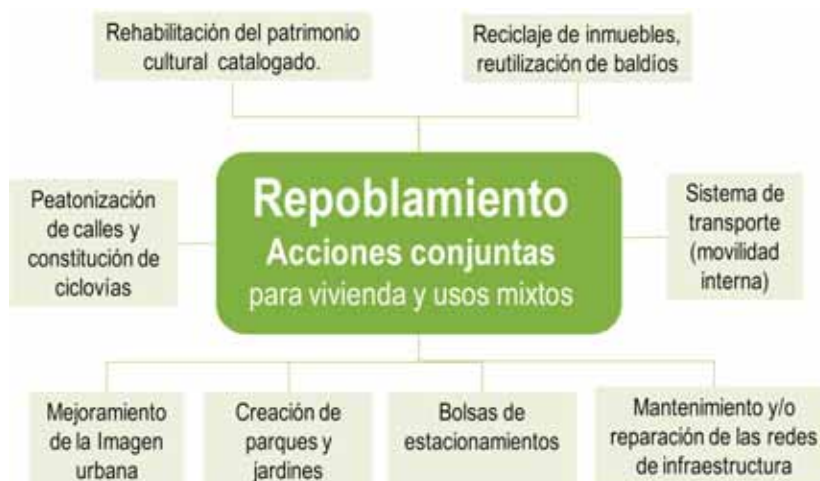 Rehabilitación del patrimonio
cultural catalogado.
Reciclaje de inmuebles,
reutilización de baldíos
Peatonización
de calles y
constitución de
ciclovías
Repoblamiento
Acciones conjuntas
para vivienda y usos mixtos
Sistema de
transporte
(movilidad
interna)
Mejoramiento
de la Imagen
urbana
Creación de
parques y
jardines
Bolsas de
estacionamientos
Mantenimiento y/o
reparación de las redes
de infraestructura